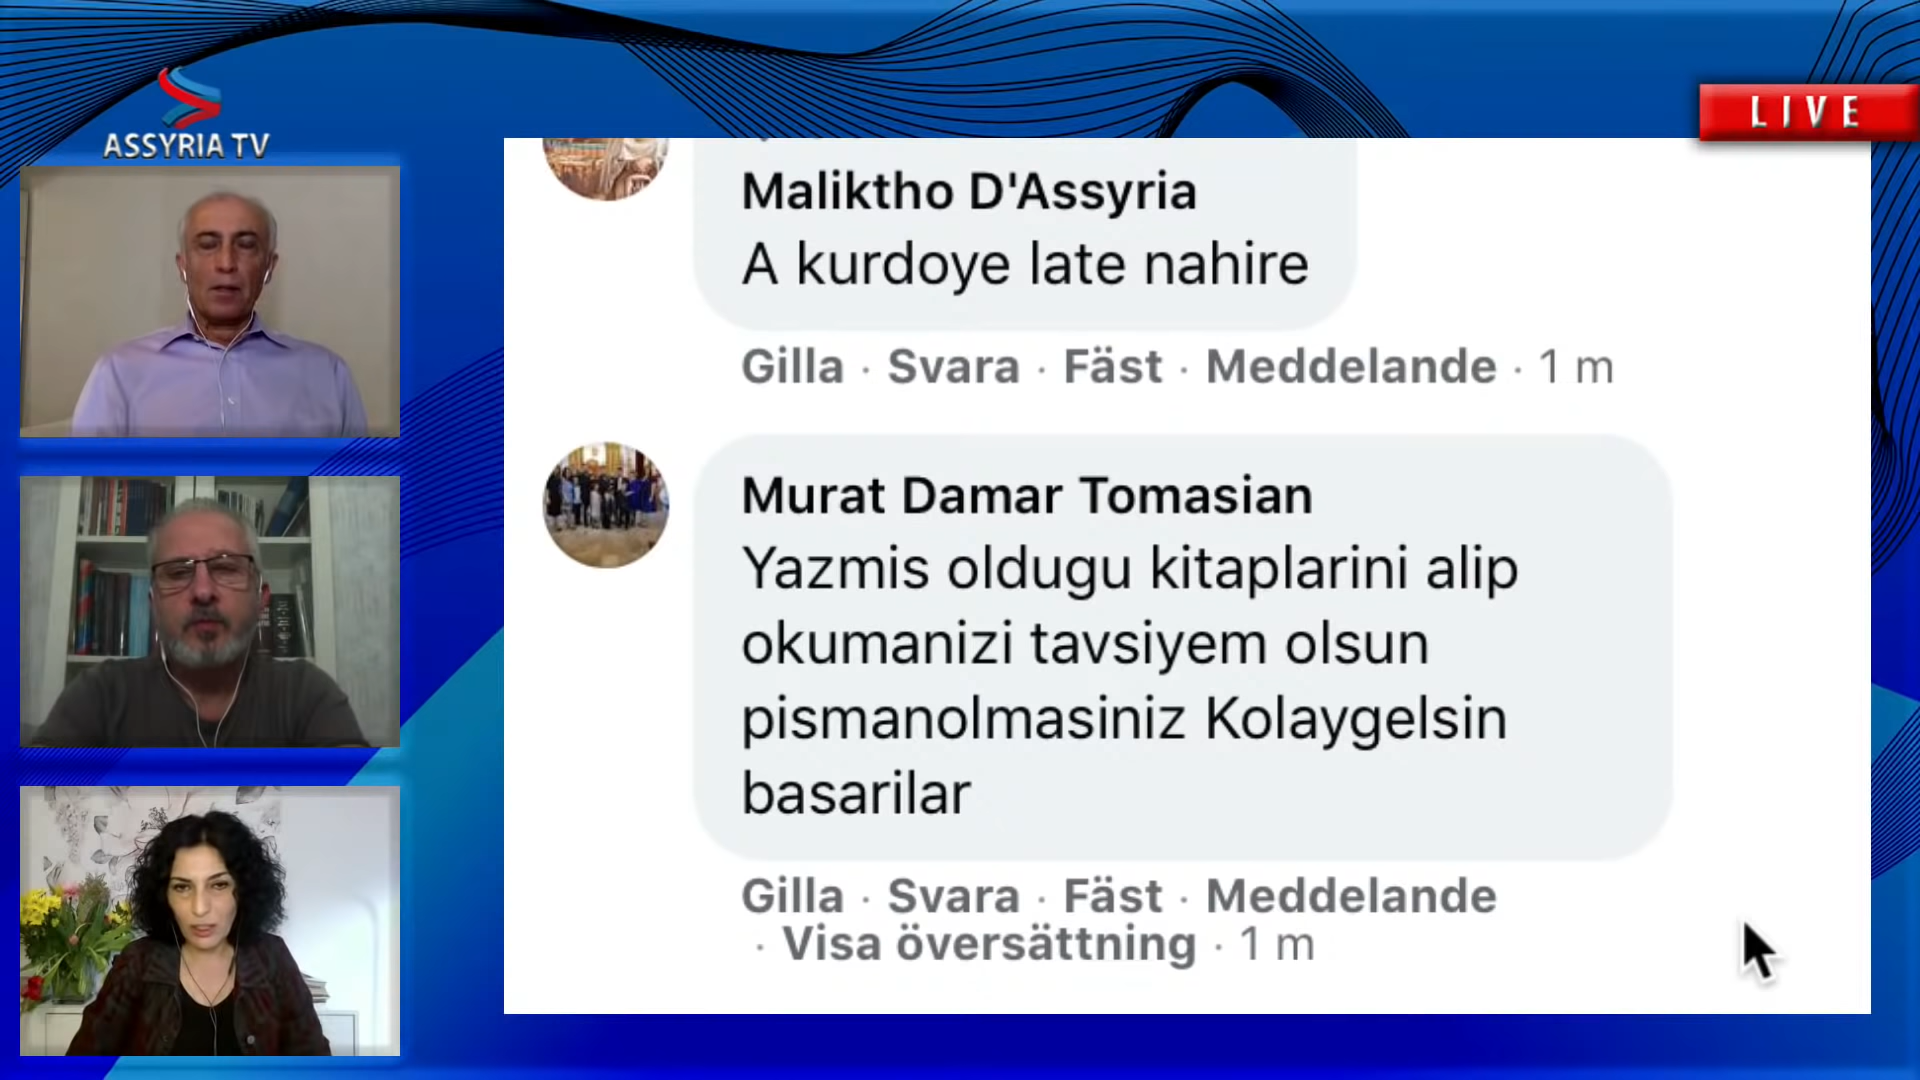 ASSYRIA TV
LIVE
Maliktho D'Assyria
A kurdoye late nahire
Gilla · Svara · Fäst · Meddelande · 1 m
Murat Damar Tomasian
Yazmis oldugu kitaplarini alip
okumanizi tavsiyem olsun
pismanolmasiniz Kolaygelsin
basarilar
Gilla · Svara · Fäst · Meddelande
· Visa översättning · 1 m